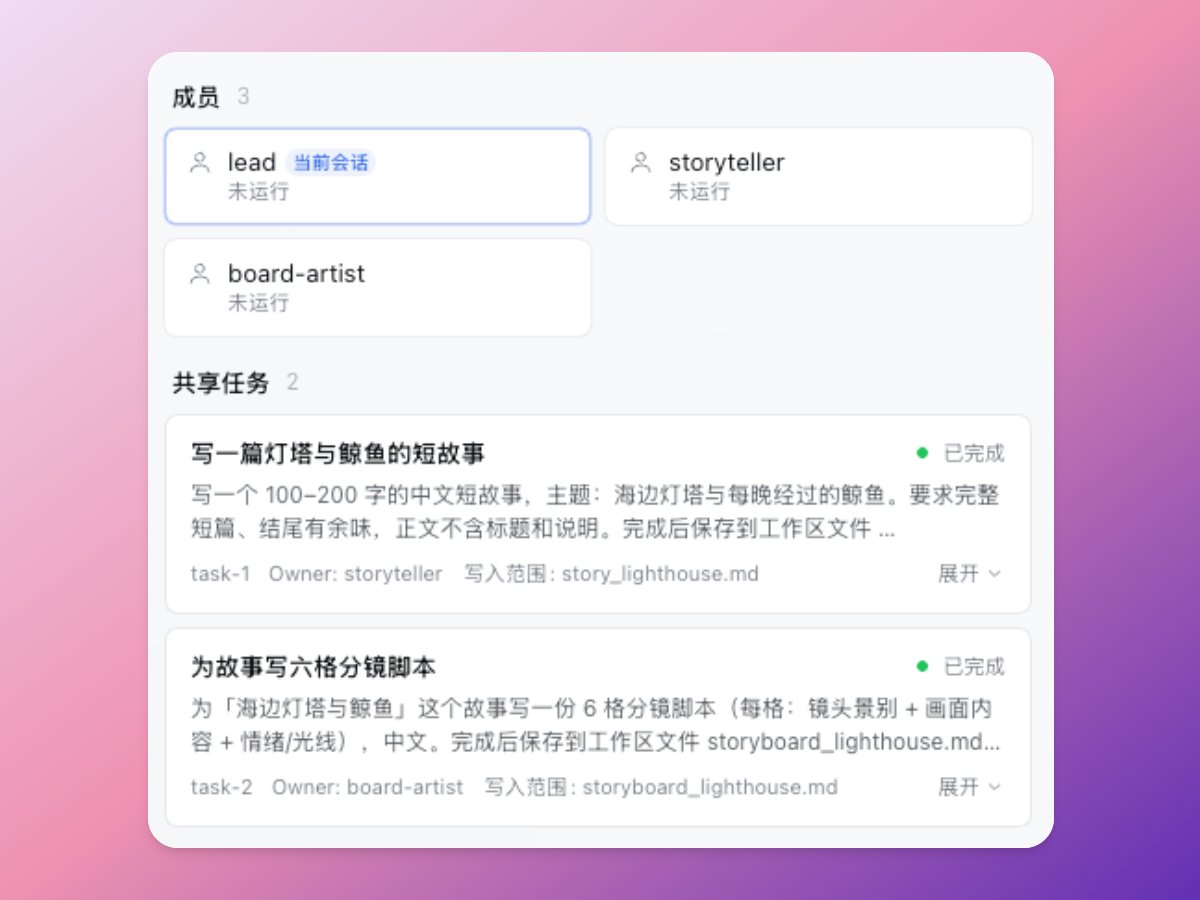 成员 3
lead 当前会话
未运行
storyteller
未运行
board-artist
未运行
共享任务 2
写一篇灯塔与鲸鱼的短故事 已完成
写一个 100–200 字的中文短故事，主题：海边灯塔与每晚经过的鲸鱼。要求完整
短篇、结尾有余味，正文不含标题和说明。完成后保存到工作区文件 ...
task-1 Owner: storyteller 写入范围: story_lighthouse.md 展开
为故事写六格分镜脚本 已完成
为「海边灯塔与鲸鱼」这个故事写一份 6 格分镜脚本（每格：镜头景别 + 画面内
容 + 情绪/光线），中文。完成后保存到工作区文件 storyboard_lighthouse.md...
task-2 Owner: board-artist 写入范围: storyboard_lighthouse.md 展开